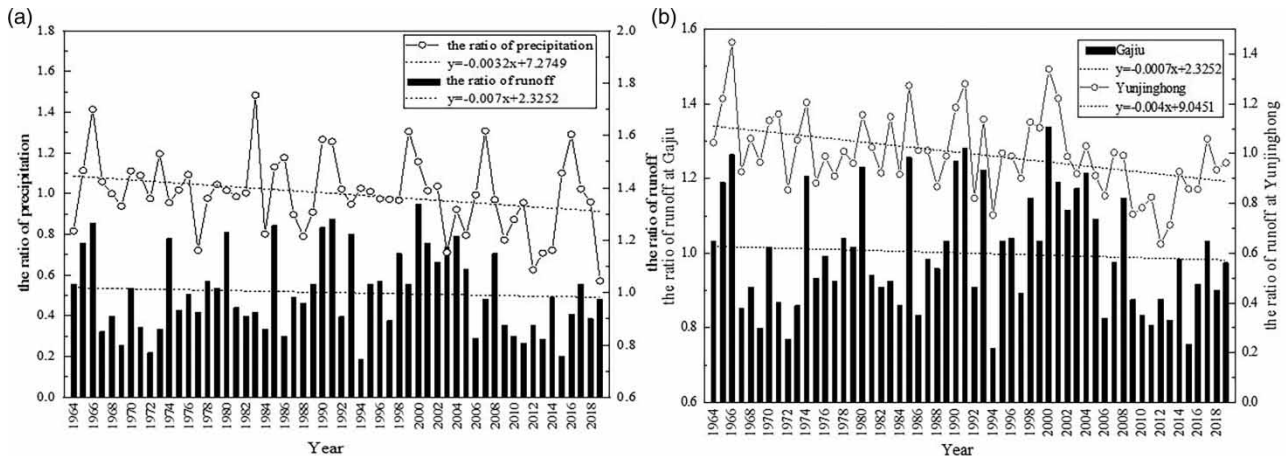 (a)
1.8
1.6
1.4
1.2
1.0
0.8
0.6
0.4
0.2
0.0
the ratio of precipitation
2.0
1.8
1.6
1.4
1.2
1.0
0.8
0.6
the ratio of runoff
the ratio of precipitation
y=-0.0032x+7.2749
the ratio of runoff
y=-0.007x+2.3252
1964 1966 1968 1970 1972 1974 1976 1978 1980 1982 1984 1986 1988 1990 1992 1994 1996 1998 2000 2002 2004 2006 2008 2010 2012 2014 2016 2018
Year
(b)
1.6
1.4
1.2
1.0
0.8
0.6
the ratio of runoff at Gajiu
1.4
1.2
1.0
0.8
0.6
0.4
0.2
0.0
the ratio of runoff at Yunjinghong
Gajiu
y=-0.0007x+2.3252
Yunjinghong
y=-0.004x+9.0451
1964 1966 1968 1970 1972 1974 1976 1978 1980 1982 1984 1986 1988 1990 1992 1994 1996 1998 2000 2002 2004 2006 2008 2010 2012 2014 2016 2018
Year